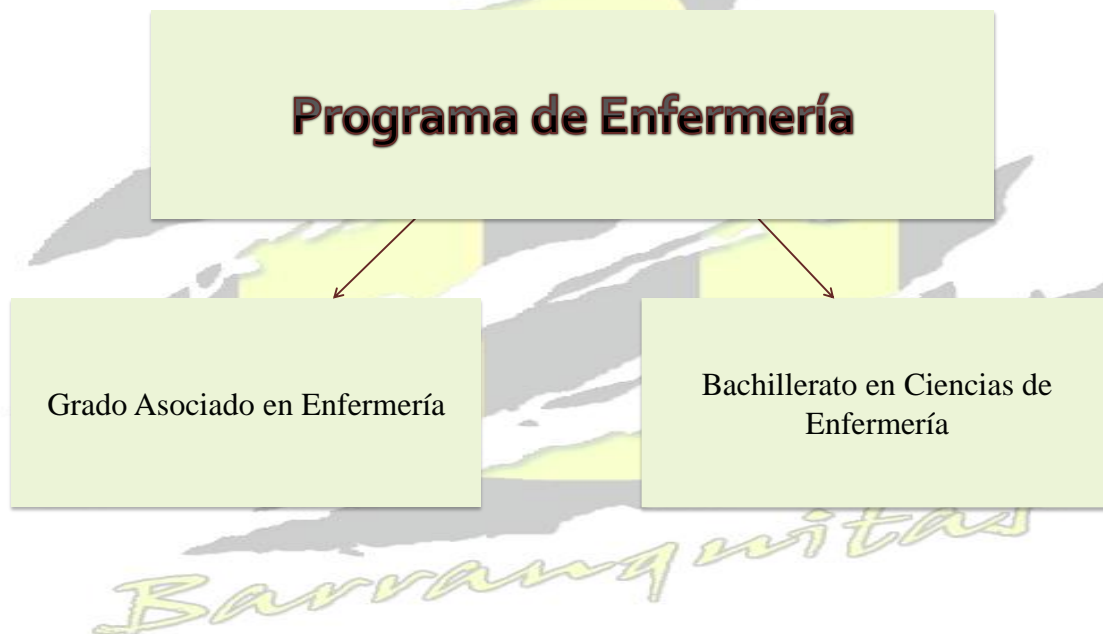 Programa de Enfermería
Grado Asociado en Enfermería
Bachillerato en Ciencias de
Enfermería
Barranquitas